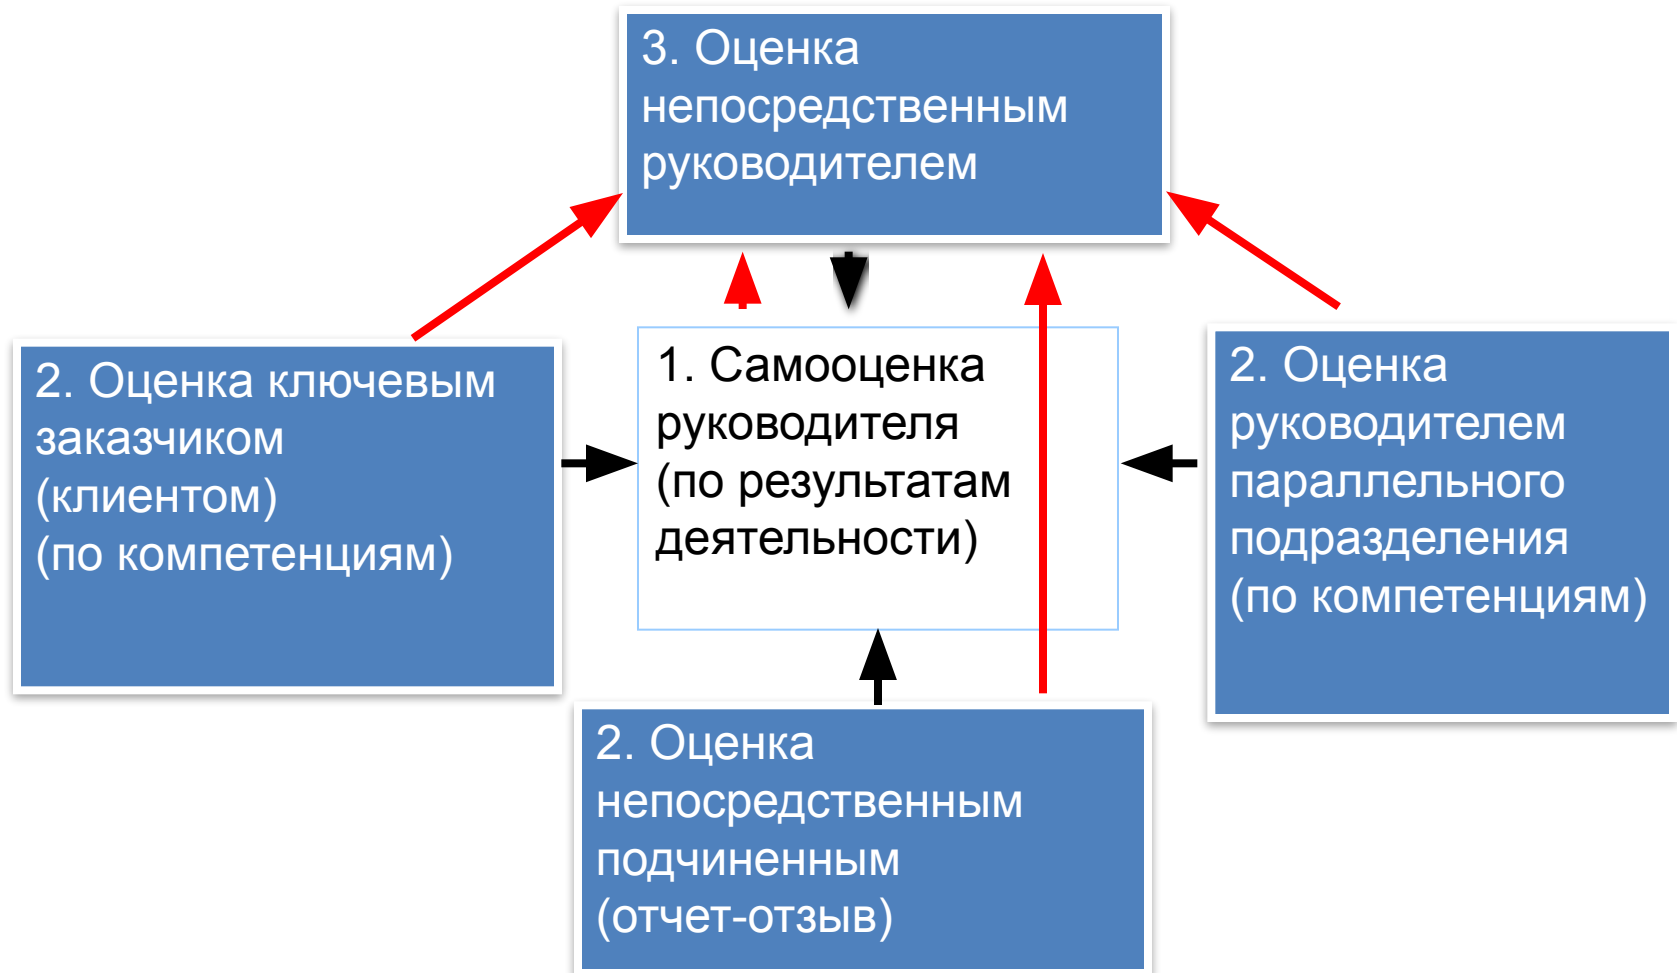 3. Оценка
непосредственным
руководителем
2. Оценка ключевым
заказчиком
(клиентом)
(по компетенциям)
1. Самооценка
руководителя
(по результатам
деятельности)
2. Оценка
руководителем
параллельного
подразделения
(по компетенциям)
2. Оценка
непосредственным
подчиненным
(отчет-отзыв)